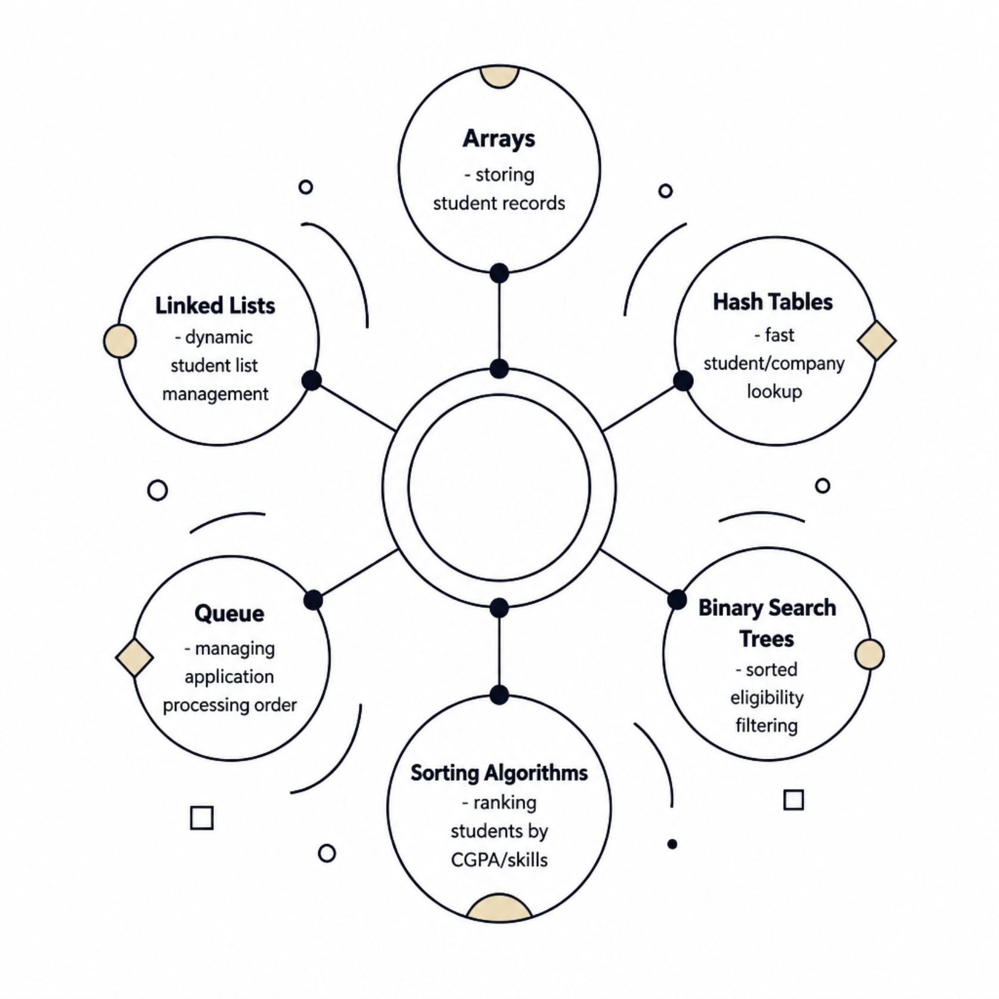 Arrays
- storing
student records
Linked Lists
- dynamic
student list
management
Hash Tables
- fast
student/company
lookup
Queue
- managing
application
processing order
Binary Search
Trees
- sorted
eligibility
filtering
Sorting Algorithms
- ranking
students by
CGPA/skills